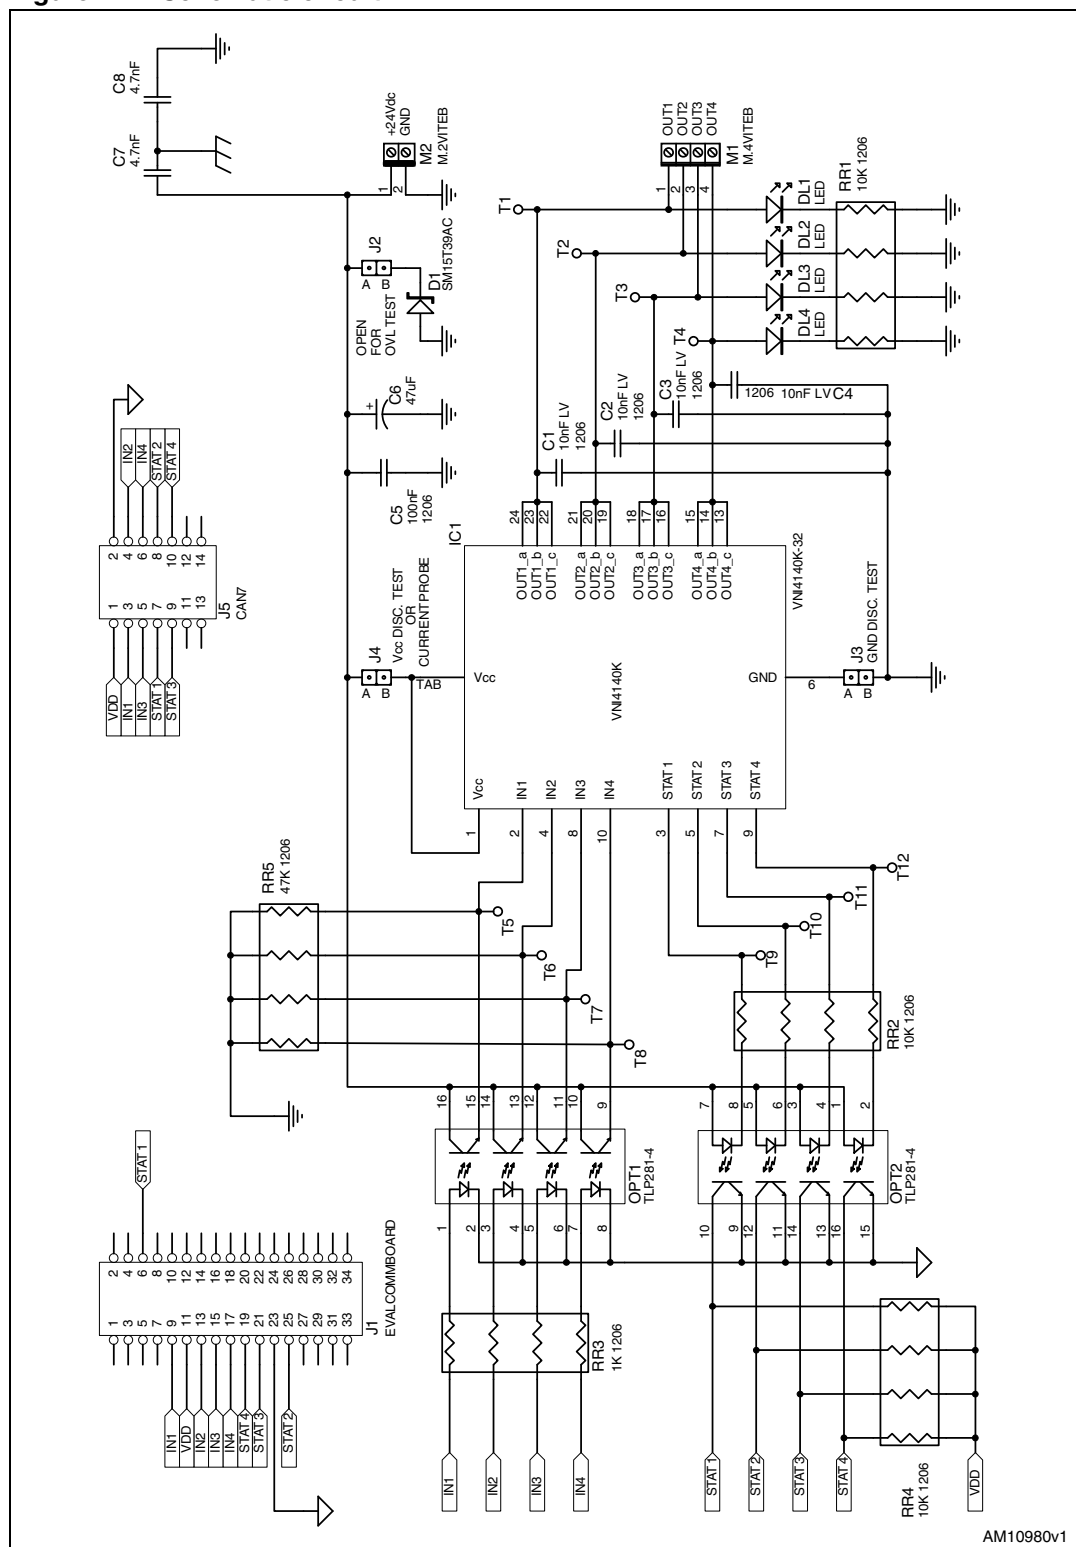 C8
4.7nF
C7
4.7nF
+24Vdc
GND
M2
M.2VITEB
1
2
J2
A
B
D1
SM15T39AC
OPEN
FOR
OVL TEST
C6
47uF
+
C5
100nF
1206
OUT1
OUT2
OUT3
OUT4
M1
M.4VITEB
1
2
3
4
T1
T2
T3
T4
DL1
LED
DL2
LED
DL3
LED
DL4
LED
RR1
10K 1206
C1
10nF LV
1206
C2
10nF LV
1206
C3
10nF LV
1206
1206 10nF LV C4
J5
CAN7
1
3
5
7
9
11
13
2
4
6
8
10
12
14
VDD
IN1
IN3
STAT 1
STAT 3
IN2
IN4
STAT 2
STAT 4
J4
A
B
Vcc DISC. TEST
OR
CURRENT PROBE
TAB
IC1
VNI4140K-32
VNI4140K
Vcc
24
23
22
21
20
19
18
17
16
15
14
13
OUT1_a
OUT1_b
OUT1_c
OUT2_a
OUT2_b
OUT2_c
OUT3_a
OUT3_b
OUT3_c
OUT4_a
OUT4_b
OUT4_c
GND
6
J3
GND DISC. TEST
A
B
Vcc
IN1
IN2
IN3
IN4
STAT 1
STAT 2
STAT 3
STAT 4
1
2
4
8
10
3
5
7
9
RR5
47K 1206
T5
T6
T7
T8
T9
T10
T11
T12
RR2
10K 1206
16
15
14
13
12
11
10
9
OPT1
TLP281-4
1
2
3
4
5
6
7
8
7
8
5
6
3
4
1
2
OPT2
TLP281-4
10
9
12
11
14
13
16
15
STAT 1
J1
EVALCOMMBOARD
1
3
5
7
9
11
13
15
17
19
21
23
25
27
29
31
33
2
4
6
8
10
12
14
16
18
20
22
24
26
28
30
32
34
IN1
VDD
IN2
IN3
IN4
STAT 4
STAT 3
STAT 2
RR3
1K 1206
IN1
IN2
IN3
IN4
STAT 1
STAT 2
STAT 3
STAT 4
RR4
10K 1206
VDD
AM10980v1